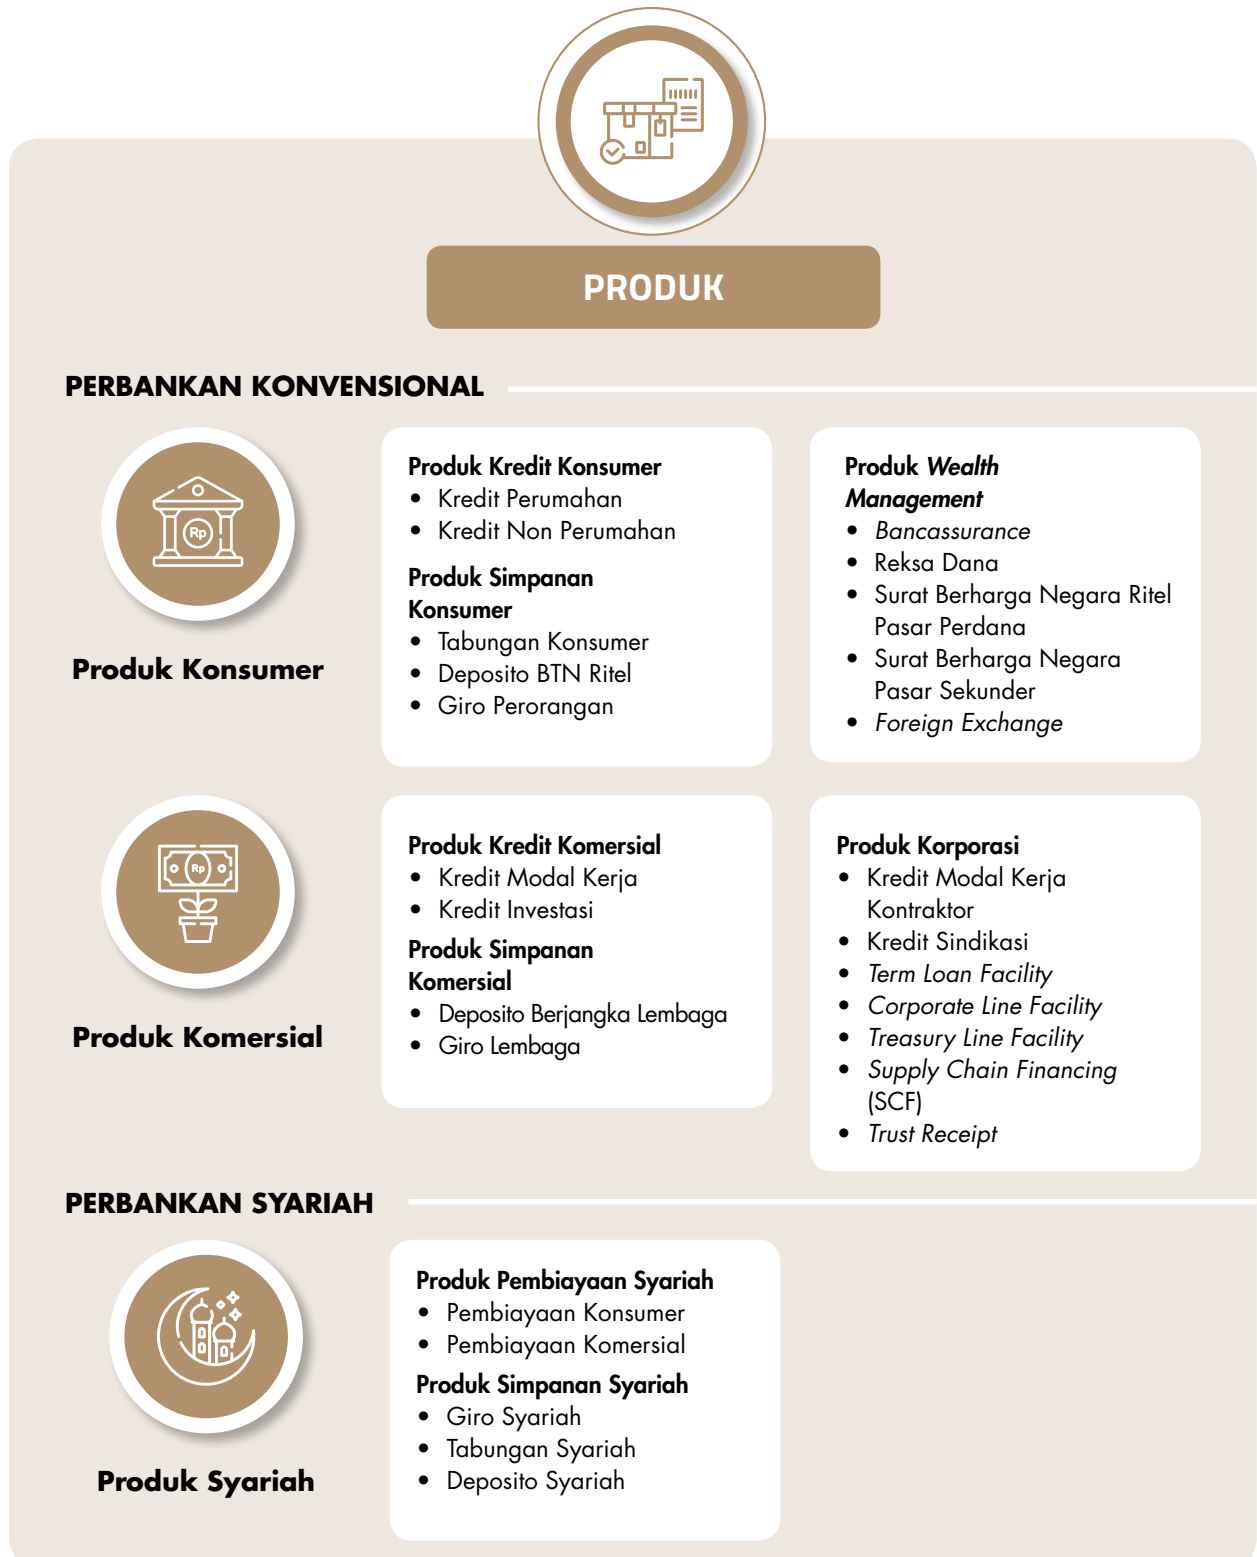 PRODUK
PERBANKAN KONVENSIONAL
Rp
Produk Konsumer
Produk Kredit Konsumer
• Kredit Perumahan
• Kredit Non Perumahan
Produk Simpanan
Konsumer
• Tabungan Konsumer
• Deposito BTN Ritel
• Giro Perorangan
Produk Wealth
Management
• Bancassurance
• Reksa Dana
• Surat Berharga Negara Ritel
Pasar Perdana
• Surat Berharga Negara
Pasar Sekunder
• Foreign Exchange
Rp
Produk Komersial
Produk Kredit Komersial
• Kredit Modal Kerja
• Kredit Investasi
Produk Simpanan
Komersial
• Deposito Berjangka Lembaga
• Giro Lembaga
Produk Korporasi
• Kredit Modal Kerja
Kontraktor
• Kredit Sindikasi
• Term Loan Facility
• Corporate Line Facility
• Treasury Line Facility
• Supply Chain Financing
(SCF)
• Trust Receipt
PERBANKAN SYARIAH
Produk Syariah
Produk Pembiayaan Syariah
• Pembiayaan Konsumer
• Pembiayaan Komersial
Produk Simpanan Syariah
• Giro Syariah
• Tabungan Syariah
• Deposito Syariah